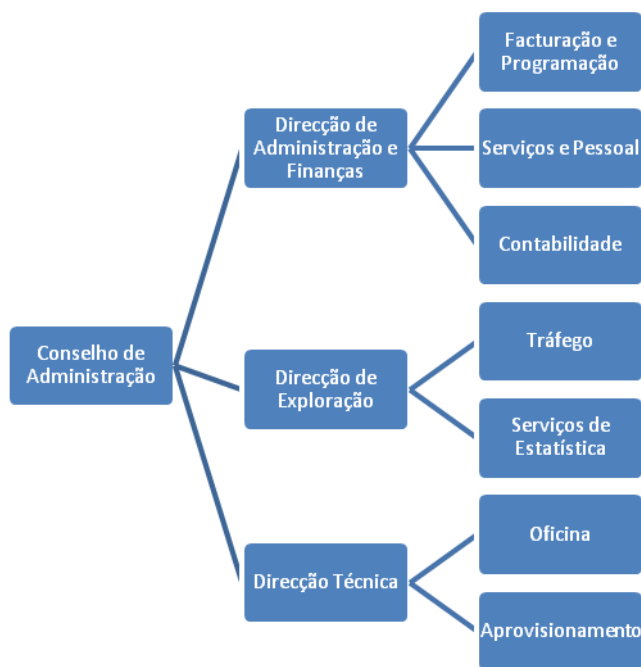 Facturação e
Programação
Direcção de
Administração e
Finanças
Serviços e Pessoal
Contabilidade
Conselho de
Administração
Direcção de
Exploração
Tráfego
Serviços de
Estatística
Direcção Técnica
Oficina
Aprovisionamento